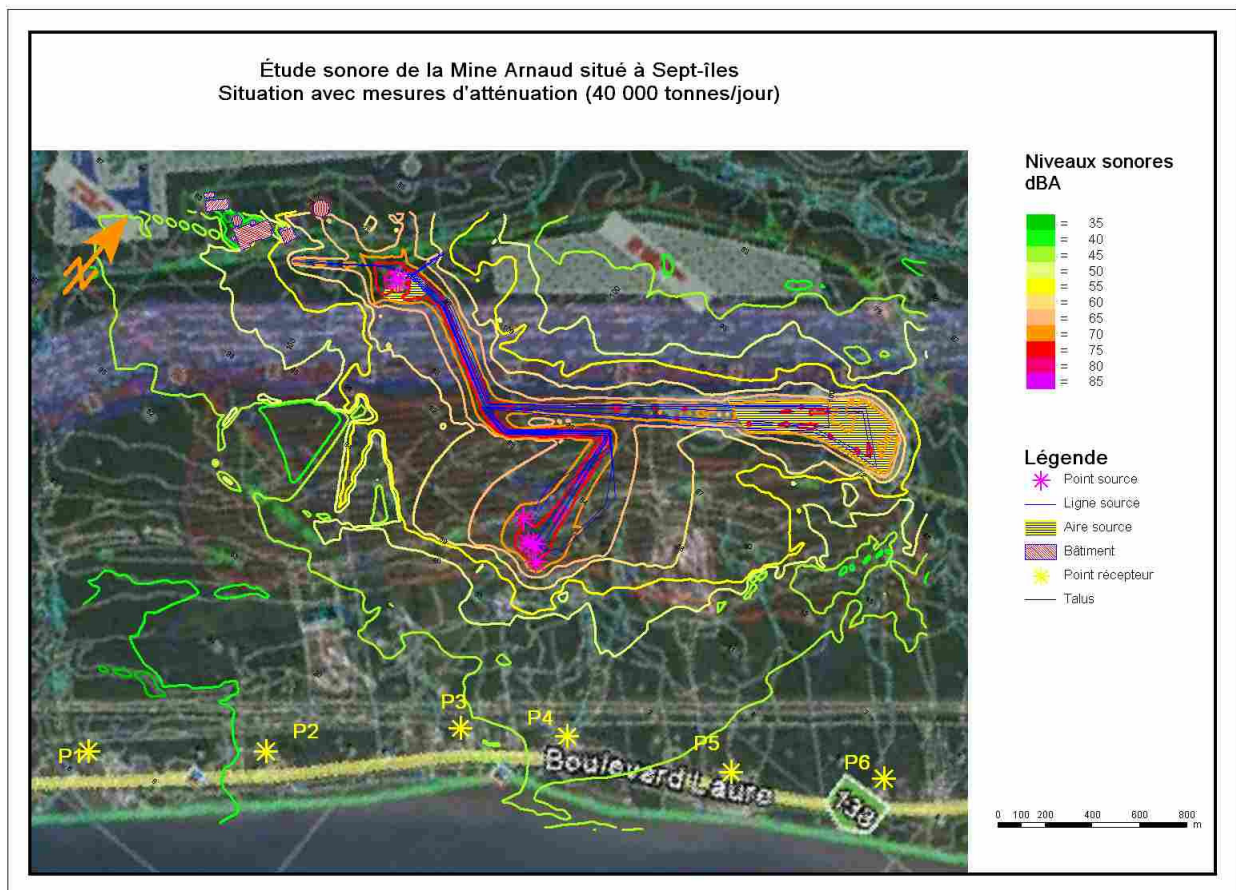 Étude sonore de la Mine Arnaud situé à Sept-îles
Situation avec mesures d'atténuation (40 000 tonnes/jour)
Niveaux sonores
dBA
= 35
= 40
= 45
= 50
= 55
= 60
= 65
= 70
= 75
= 80
= 85
Légende
Point source
Ligne source
Aire source
Bâtiment
Point récepteur
Talus
P1
P2
P3
P4
P5
P6
Boulevard Laure
138
0 100 200 400 600 800
m